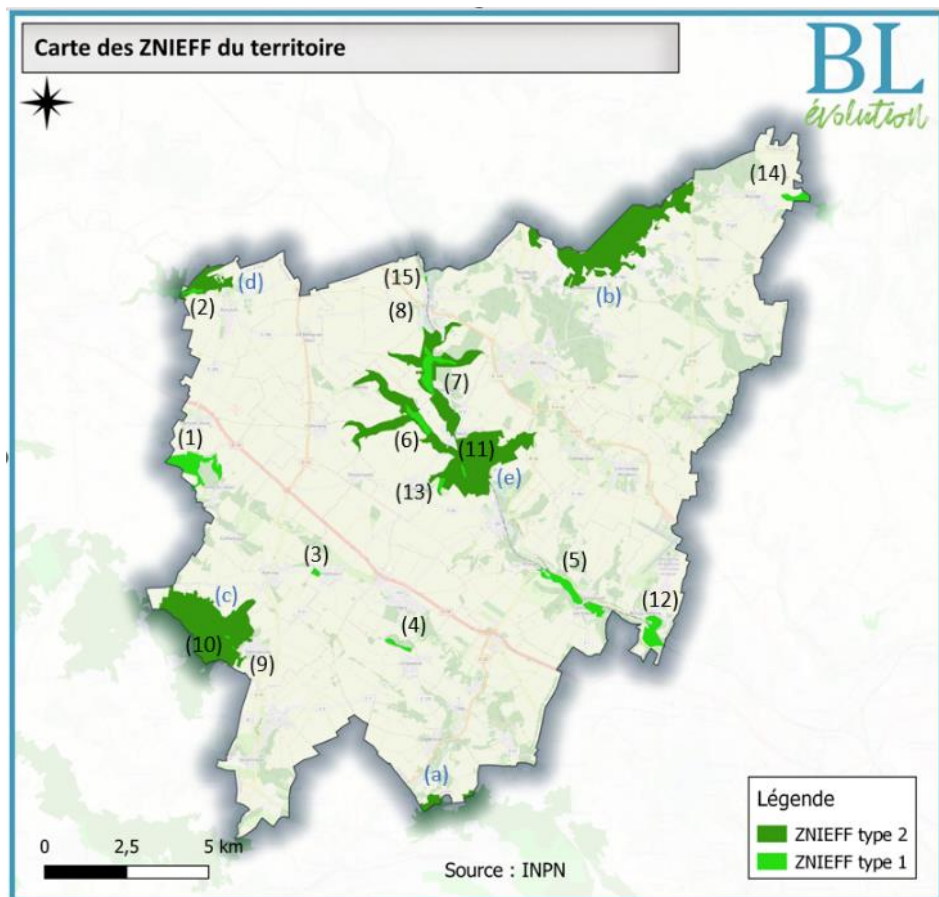 Carte des ZNIEFF du territoire
BL
évolution
(14)
(d)
(15)
(2)
(b)
(8)
(7)
(1)
(6)
(11)
(e)
(13)
(3)
(5)
(c)
(12)
(4)
(10)
(9)
(a)
Légende
ZNIEFF type 2
ZNIEFF type 1
0 2,5 5 km
Source : INPN